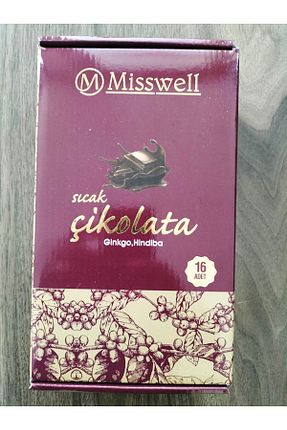 M Misswell
sıcak
çikolata
Ginkgo,Hindiba
16
ADET